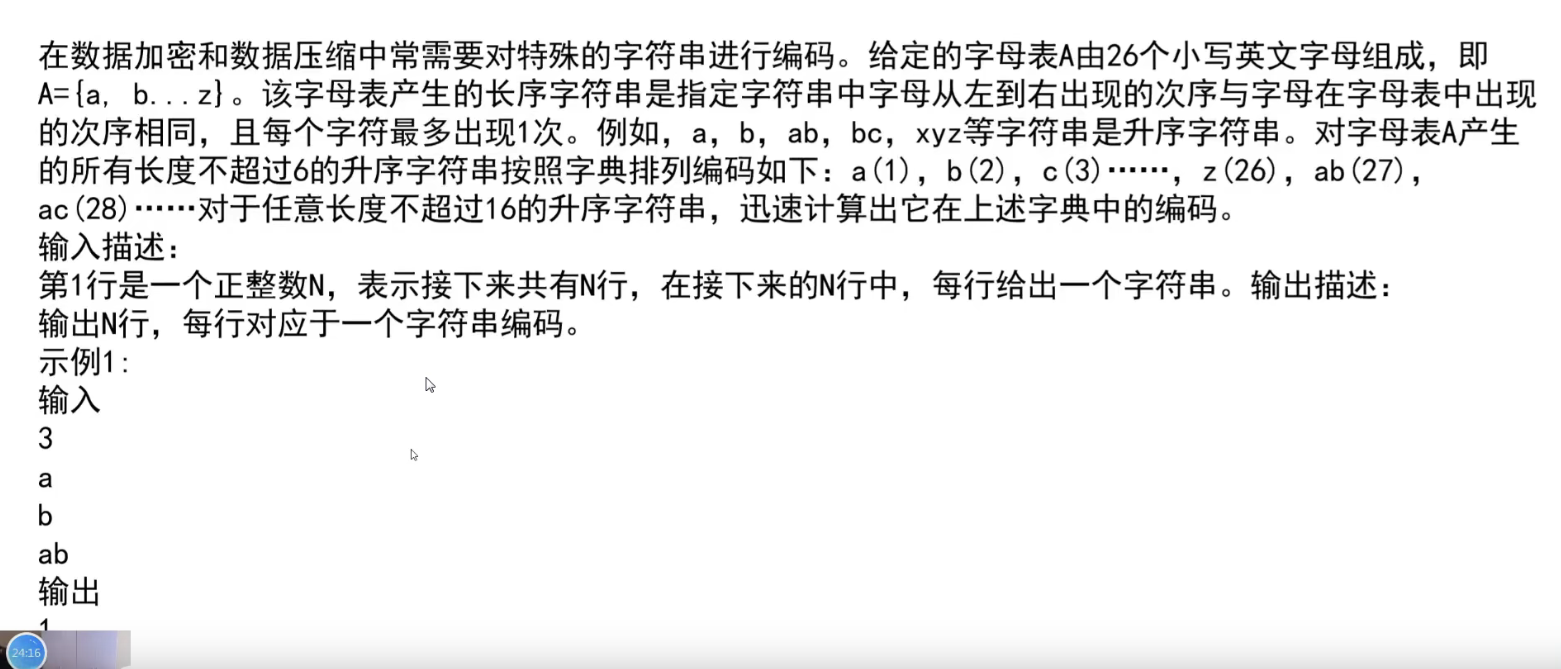 在数据加密和数据压缩中常需要对特殊的字符串进行编码。给定的字母表A由26个小写英文字母组成，即
A={a, b...z}。该字母表产生的长序字符串是指定字符串中字母从左到右出现的次序与字母在字母表中出现
的次序相同，且每个字符最多出现1次。例如，a，b，ab，bc，xyz等字符串是升序字符串。对字母表A产生
的所有长度不超过6的升序字符串按照字典排列编码如下：a(1)，b(2)，c(3)……，z(26)，ab(27)，
ac(28)……对于任意长度不超过16的升序字符串，迅速计算出它在上述字典中的编码。
输入描述：
第1行是一个正整数N，表示接下来共有N行，在接下来的N行中，每行给出一个字符串。输出描述：
输出N行，每行对应于一个字符串编码。
示例1:
输入
3
a
b
ab
输出
1
24:16